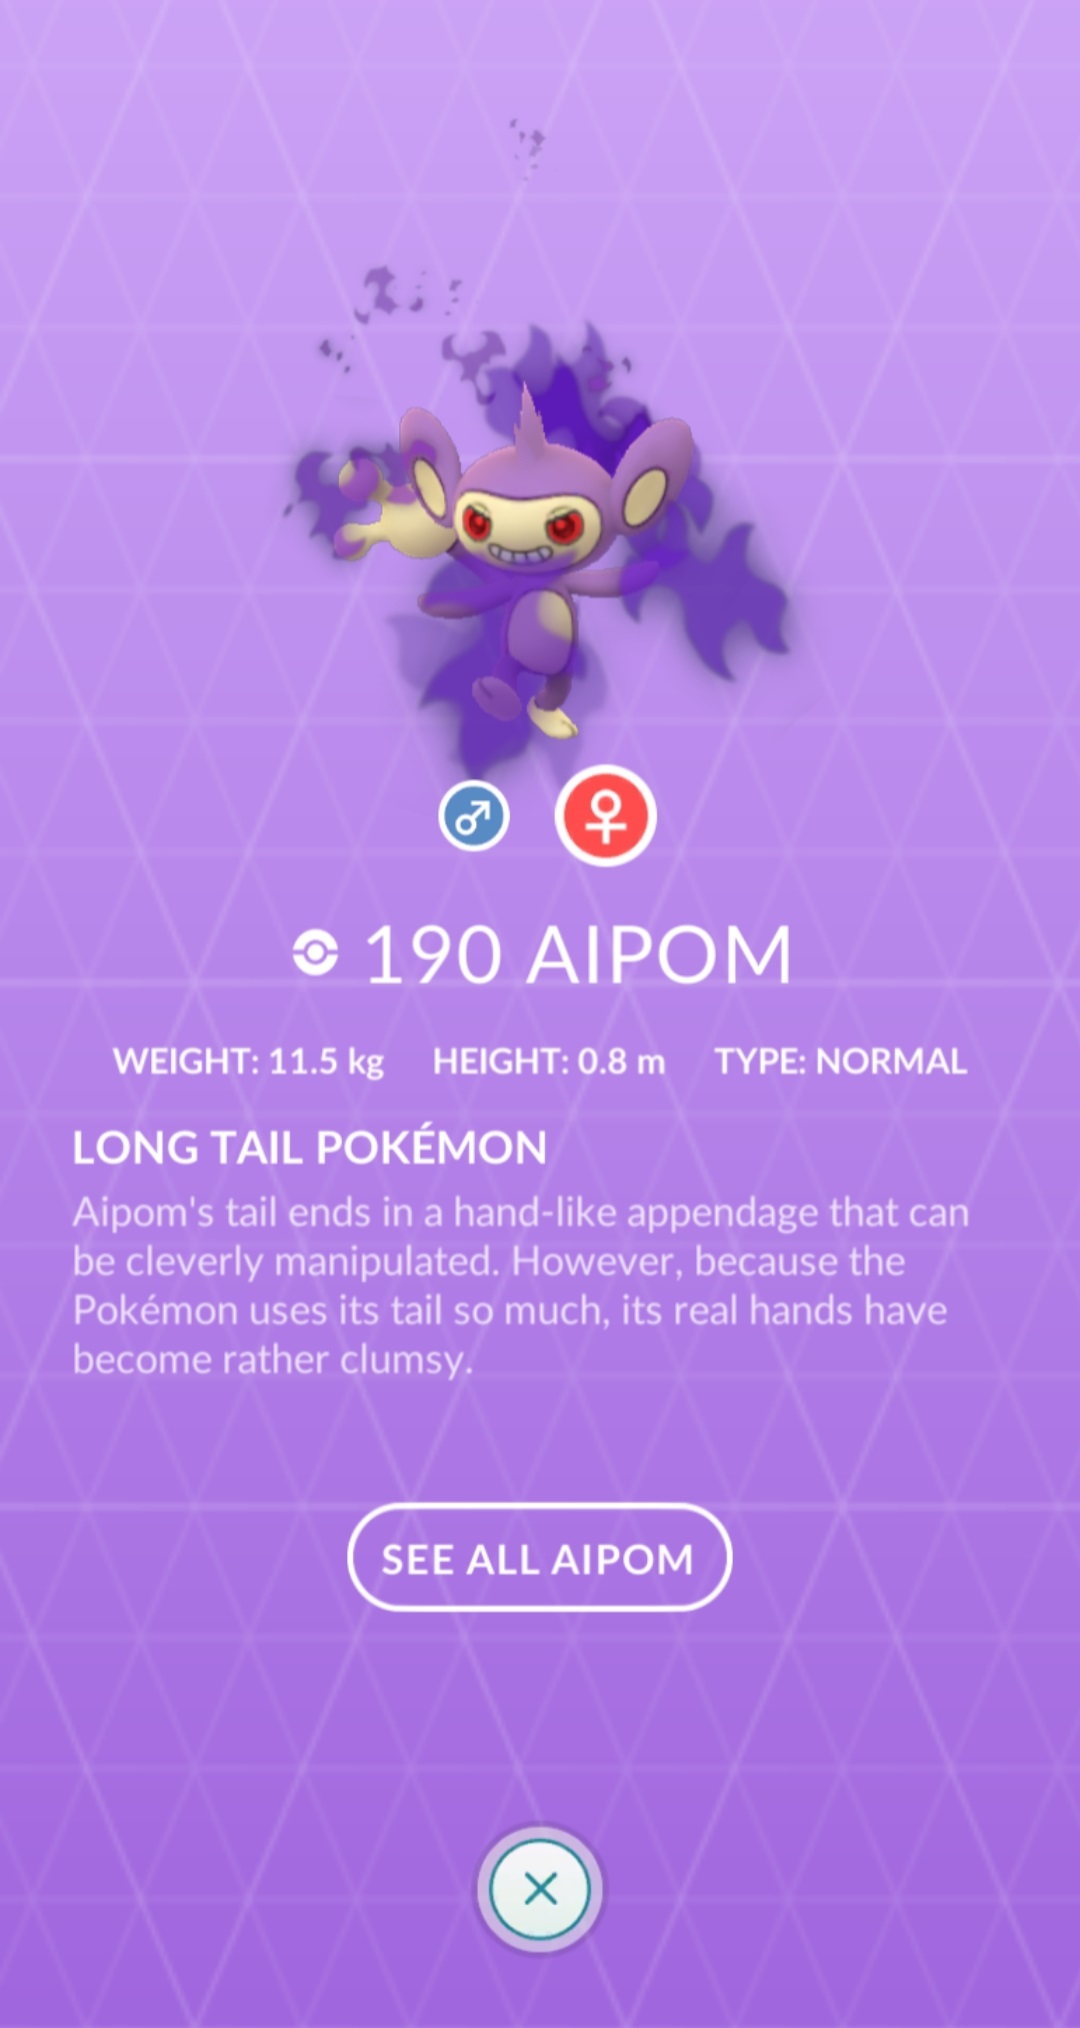 ♂ ♀
190 AIPOM
WEIGHT: 11.5 kg HEIGHT: 0.8 m TYPE: NORMAL
LONG TAIL POKÉMON
Aipom's tail ends in a hand-like appendage that can
be cleverly manipulated. However, because the
Pokémon uses its tail so much, its real hands have
become rather clumsy.
SEE ALL AIPOM